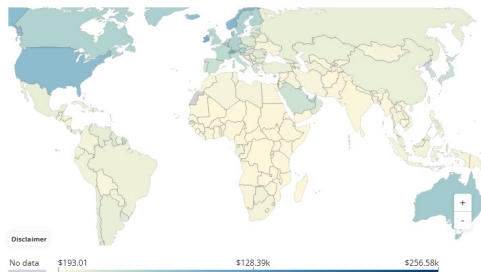 +
-
Disclaimer
No data $193.01 $128.39k $256.58k